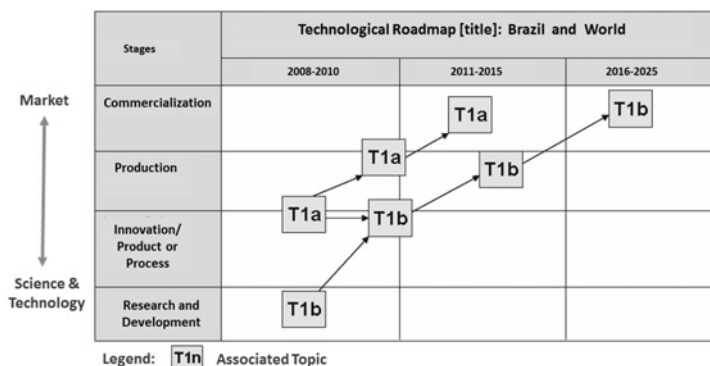 Technological Roadmap [title]: Brazil and World
Stages
2008-2010
2011-2015
2016-2025
Market
Commercialization
T1a
T1b
Production
T1a
T1b
T1a
T1b
Innovation/
Product or
Process
Science &
Technology
Research and
Development
T1b
Legend: T1n Associated Topic